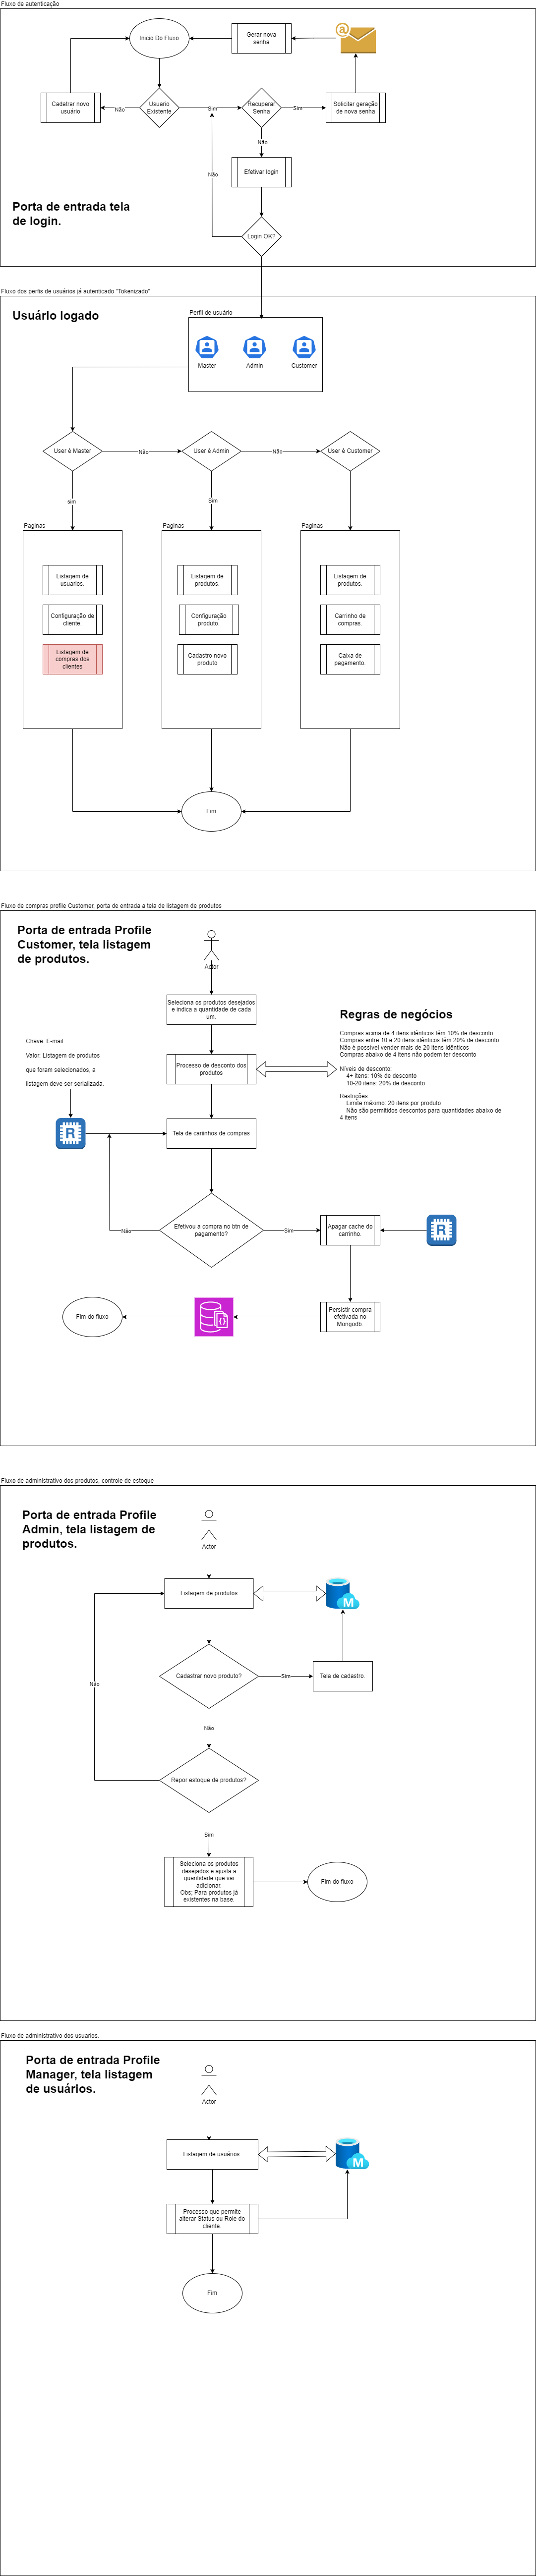 Fluxo de autenticação
Inicio Do Fluxo
Gerar nova
senha
Cadatrar novo
usuário
Não
Usuario
Existente
Sim
Recuperar
Senha
Sim
Solicitar geração
de nova senha
Não
Efetivar login
Não
Porta de entrada tela
de login.
Login OK?
Fluxo dos perfis de usuários já autenticado "Tokenizado"
Usuário logado
Perfil de usuário
Master
Admin
Customer
User é Master
Não
User é Admin
Não
User é Customer
sim
Sim
Paginas
Paginas
Paginas
Listagem de
usuarios.
Listagem de
produtos.
Listagem de
produtos.
Configuração de
cliente.
Configuração
produto.
Carrinho de
compras.
Listagem de
compras dos
clientes
Cadastro novo
produto
Caixa de
pagamento.
Fim
Fluxo de compras profile Customer, porta de entrada a tela de listagem de produtos
Porta de entrada Profile
Customer, tela listagem
de produtos.
Actor
Seleciona os produtos desejados
e indica a quantidade de cada
um.
Regras de negócios
Compras acima de 4 itens idênticos têm 10% de desconto
Compras entre 10 e 20 itens idênticos têm 20% de desconto
Não é possível vender mais de 20 itens idênticos
Compras abaixo de 4 itens não podem ter desconto
Níveis de desconto:
4+ itens: 10% de desconto
10-20 itens: 20% de desconto
Restrições:
Limite máximo: 20 itens por produto
Não são permitidos descontos para quantidades abaixo de
4 itens
Chave: E-mail
Valor: Listagem de produtos
que foram selecionados, a
listagem deve ser serializada.
Processo de desconto dos
produtos
R
Tela de cariinhos de compras
Não
Efetivou a compra no btn de
pagamento?
Sim
Apagar cache do
carrinho.
R
Fim do fluxo
Persistir compra
efetivada no
Mongodb.
Fluxo de administrativo dos produtos, controle de estoque
Porta de entrada Profile
Admin, tela listagem de
produtos.
Actor
Listagem de produtos
M
Cadastrar novo produto?
Sim
Tela de cadastro.
Não
Não
Repor estoque de produtos?
Sim
Seleciona os produtos
desejados e ajusta a
quantidade que vai
adicionar.
Obs; Para produtos já
existentes na base.
Fim do fluxo
Fluxo de administrativo dos usuarios.
Porta de entrada Profile
Manager, tela listagem
de usuários.
Actor
Listagem de usuários.
M
Processo que permite
alterar Status ou Role do
cliente.
Fim